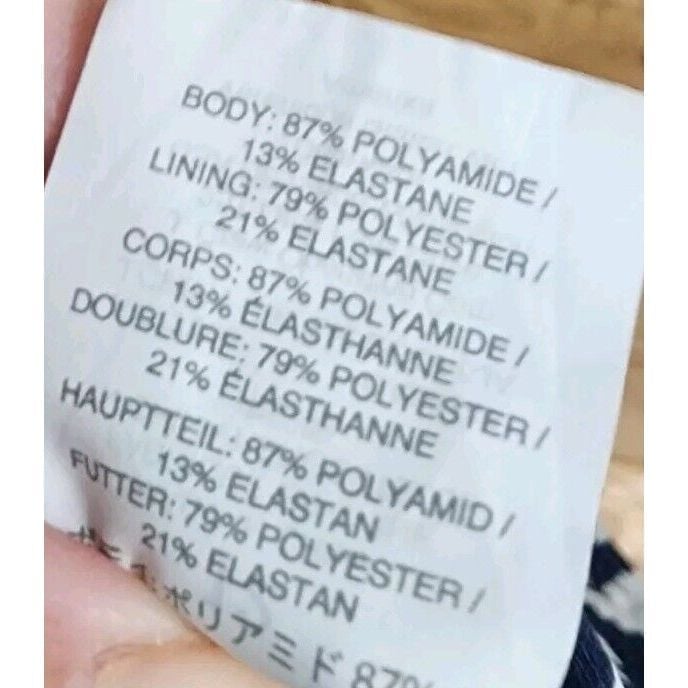 BODY: 87% POLYAMIDE /
13% ELASTANE
LINING: 79% POLYESTER /
21% ELASTANE
CORPS: 87% POLYAMIDE /
13% ÉLASTHANNE
DOUBLURE: 79% POLYESTER /
21% ÉLASTHANNE
HAUPTTEIL: 87% POLYAMID /
13% ELASTAN
FUTTER: 79% POLYESTER /
21% ELASTAN
ポリアミド 87%